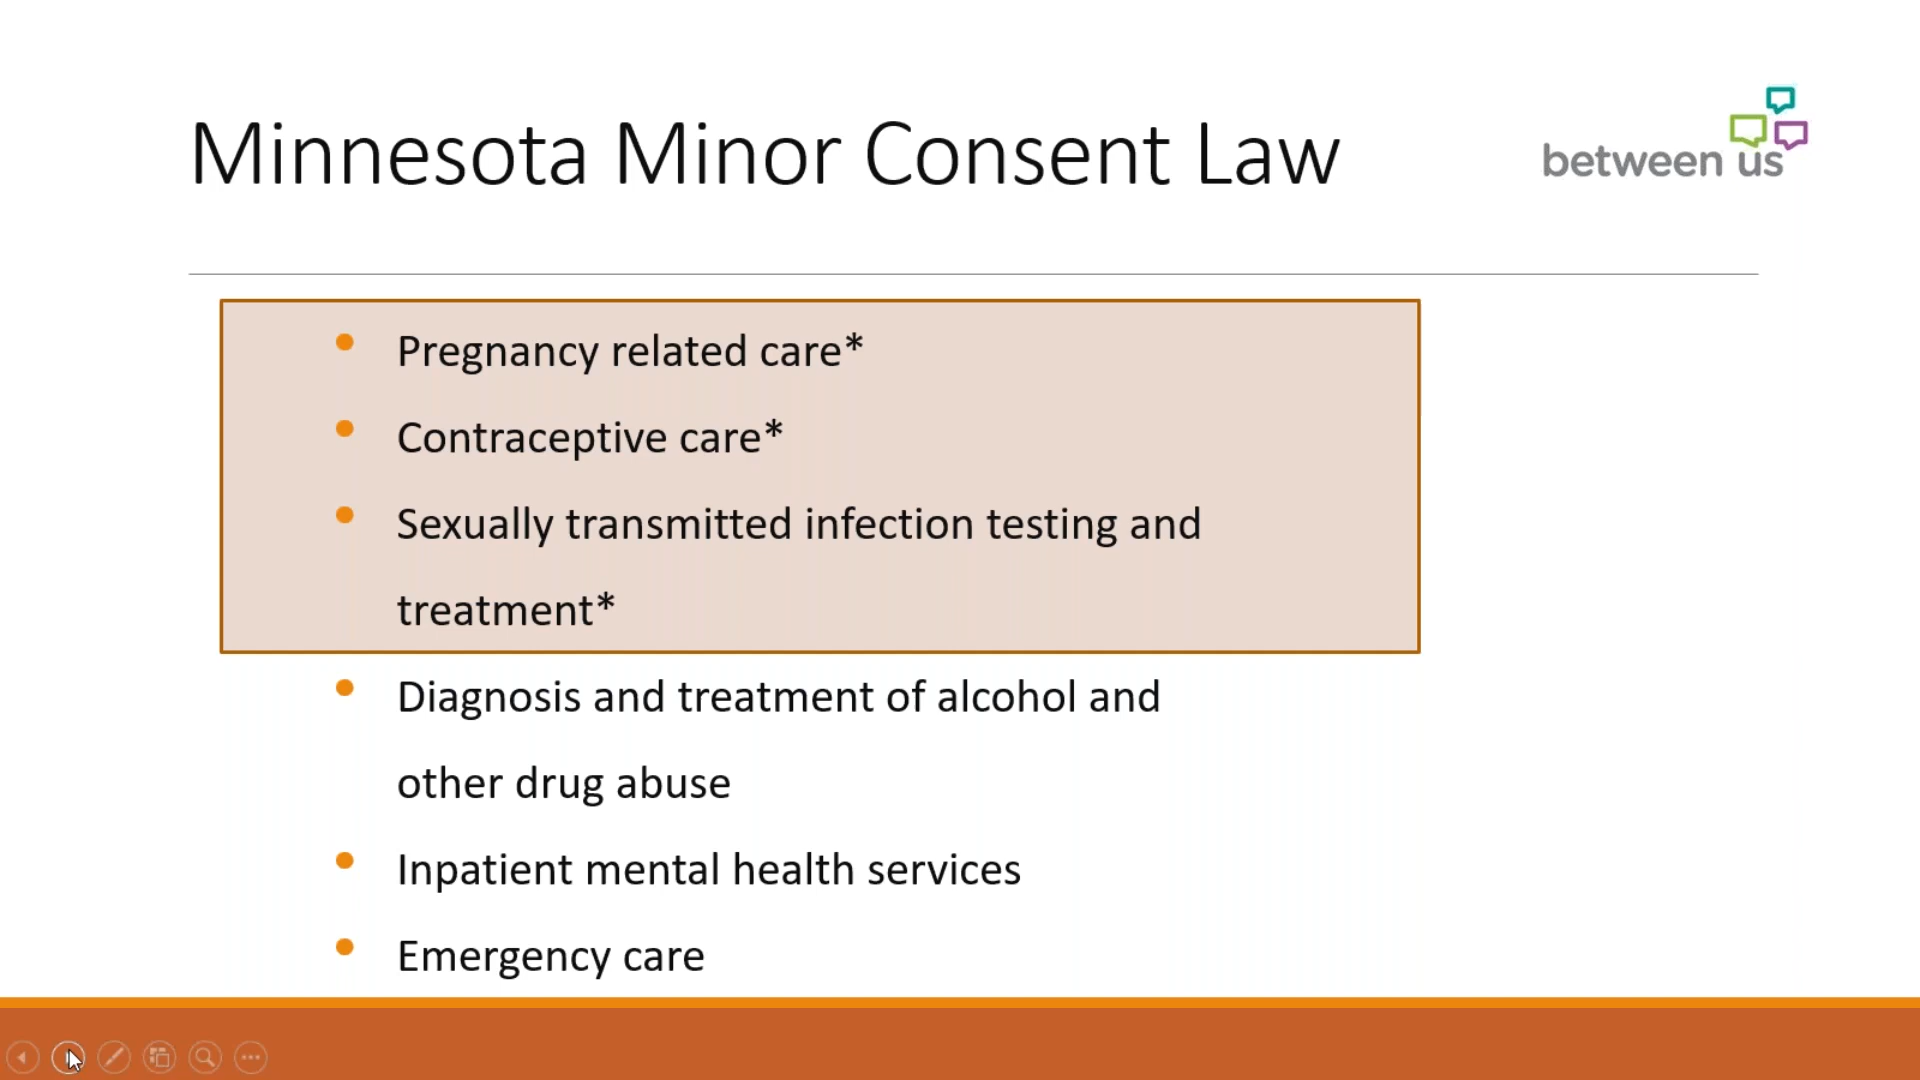 Minnesota Minor Consent Law
between us
Pregnancy related care*
Contraceptive care*
Sexually transmitted infection testing and
treatment*
Diagnosis and treatment of alcohol and
other drug abuse
Inpatient mental health services
Emergency care